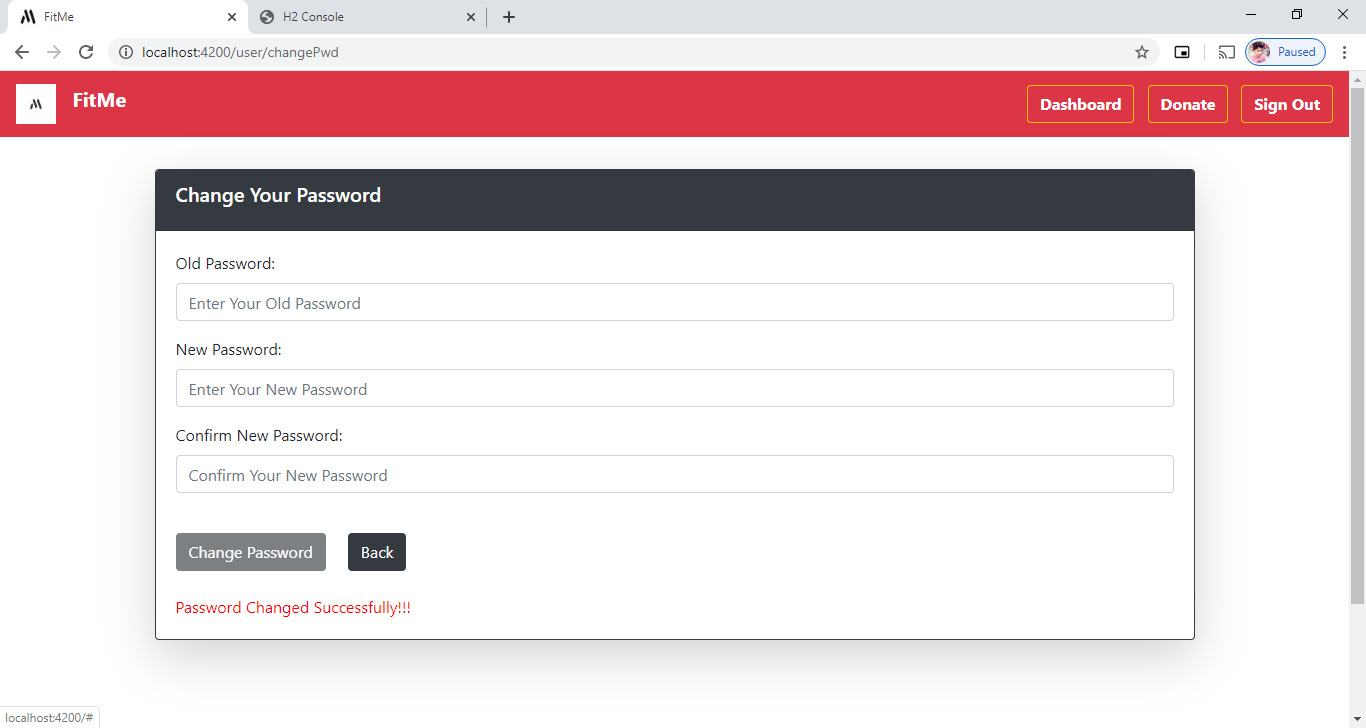 FitMe
H2 Console
localhost:4200/user/changePwd
Paused
FitMe
Dashboard
Donate
Sign Out
Change Your Password
Old Password:
Enter Your Old Password
New Password:
Enter Your New Password
Confirm New Password:
Confirm Your New Password
Change Password
Back
Password Changed Successfully!!!
localhost:4200/#